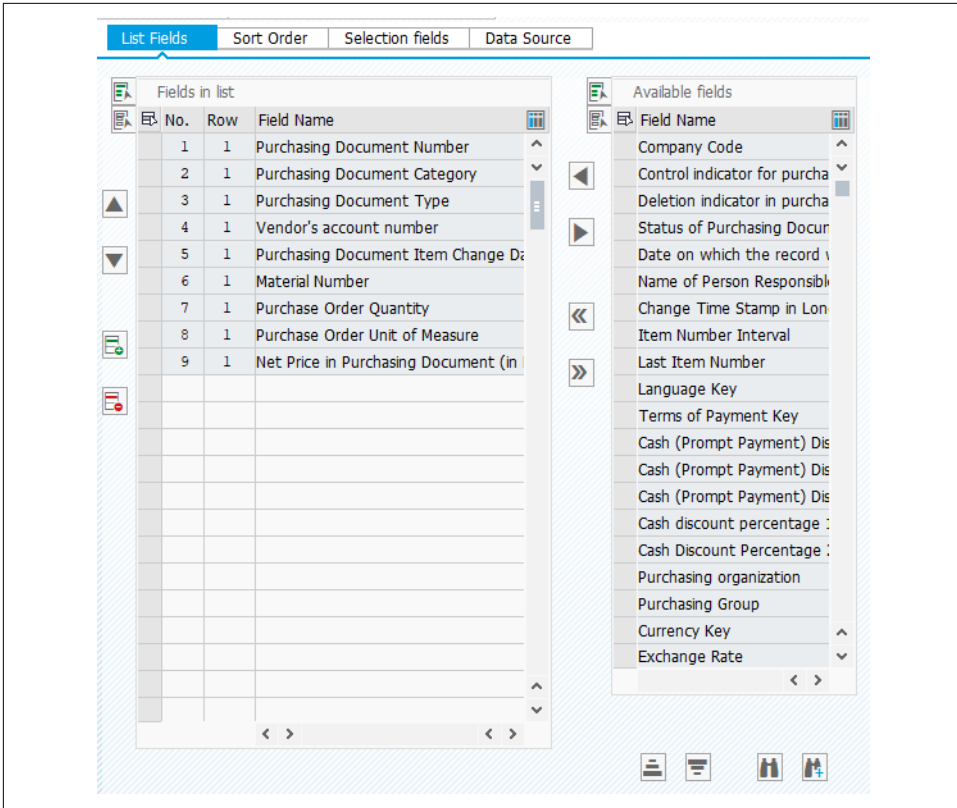 List Fields Sort Order Selection fields Data Source
Fields in list
No. Row Field Name
1 1 Purchasing Document Number
2 1 Purchasing Document Category
3 1 Purchasing Document Type
4 1 Vendor's account number
5 1 Purchasing Document Item Change Da
6 1 Material Number
7 1 Purchase Order Quantity
8 1 Purchase Order Unit of Measure
9 1 Net Price in Purchasing Document (in
Available fields
Field Name
Company Code
Control indicator for purcha
Deletion indicator in purcha
Status of Purchasing Docum
Date on which the record
Name of Person Responsibl
Change Time Stamp in Lon
Item Number Interval
Last Item Number
Language Key
Terms of Payment Key
Cash (Prompt Payment) Dis
Cash (Prompt Payment) Dis
Cash (Prompt Payment) Dis
Cash discount percentage 1
Cash Discount Percentage 2
Purchasing organization
Purchasing Group
Currency Key
Exchange Rate